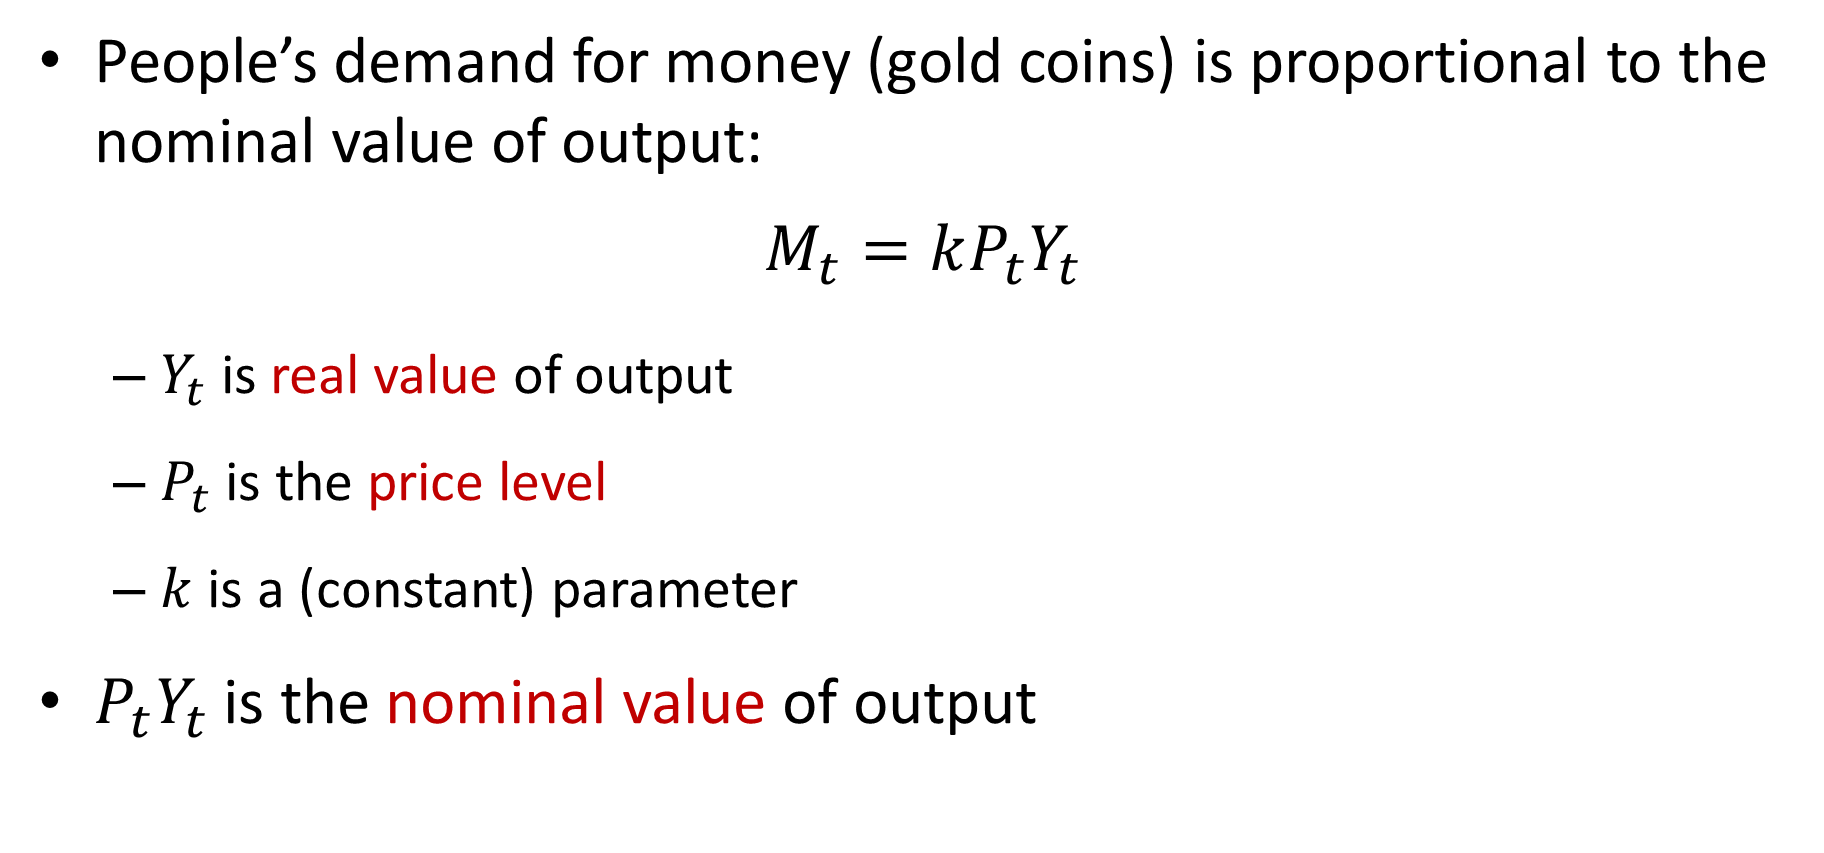 • People’s demand for money (gold coins) is proportional to the
nominal value of output:
𝑀ₜ = 𝑘𝑃ₜ𝑌ₜ
– 𝑌ₜ is real value of output
– 𝑃ₜ is the price level
– 𝑘 is a (constant) parameter
• 𝑃ₜ𝑌ₜ is the nominal value of output